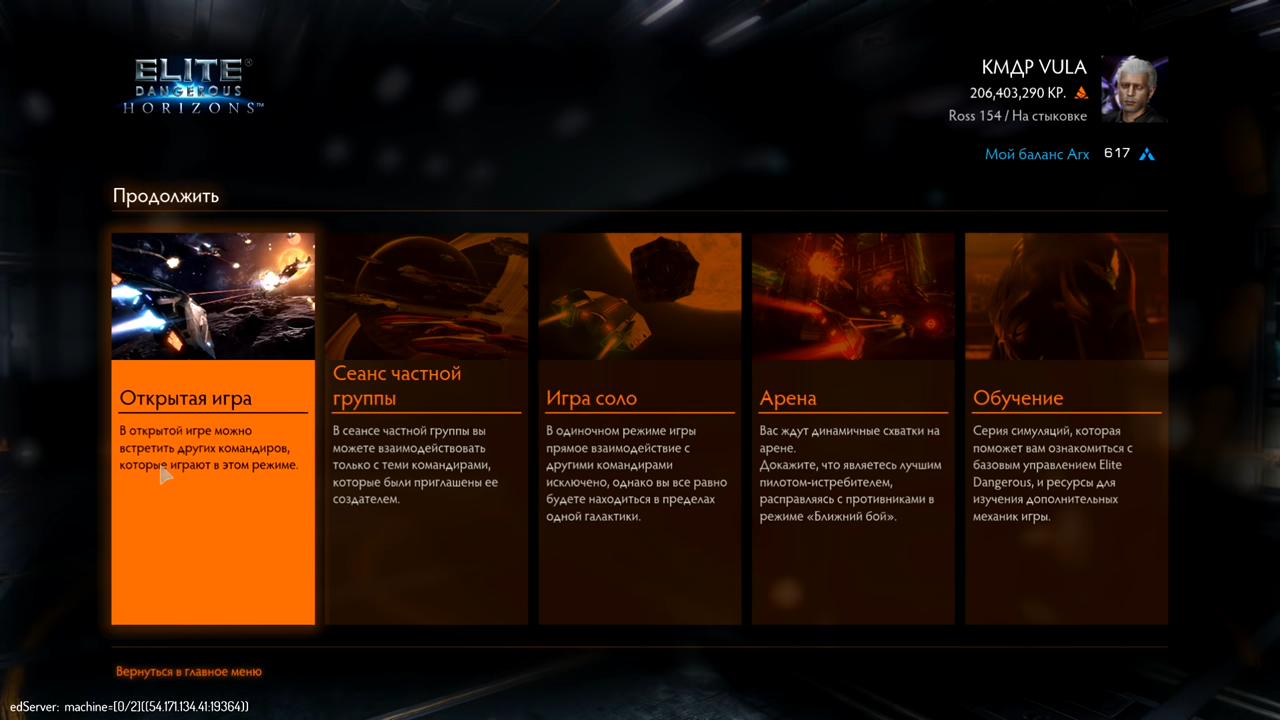 ELITE®
DANGEROUS
HORIZONS™
КМДР VULA
206,403,290 КР.
Ross 154 / На стыковке
Мой баланс Arx 617
Продолжить
Открытая игра
В открытой игре можно
встретить других командиров,
которые играют в этом режиме.
Сеанс частной
группы
В сеансе частной группы вы
можете взаимодействовать
только с теми командирами,
которые были приглашены ее
создателем.
Игра соло
В одиночном режиме игры
прямое взаимодействие с
другими командирами
исключено, однако вы все равно
будете находиться в пределах
одной галактики.
Арена
Вас ждут динамичные схватки на
арене.
Докажите, что являетесь лучшим
пилотом-истребителем,
расправляясь с противниками в
режиме «Ближний бой».
Обучение
Серия симуляций, которая
поможет вам ознакомиться с
базовым управлением Elite
Dangerous, и ресурсы для
изучения дополнительных
механик игры.
Вернуться в главное меню
edServer: machine=[0/2]((54.171.134.41:19364))